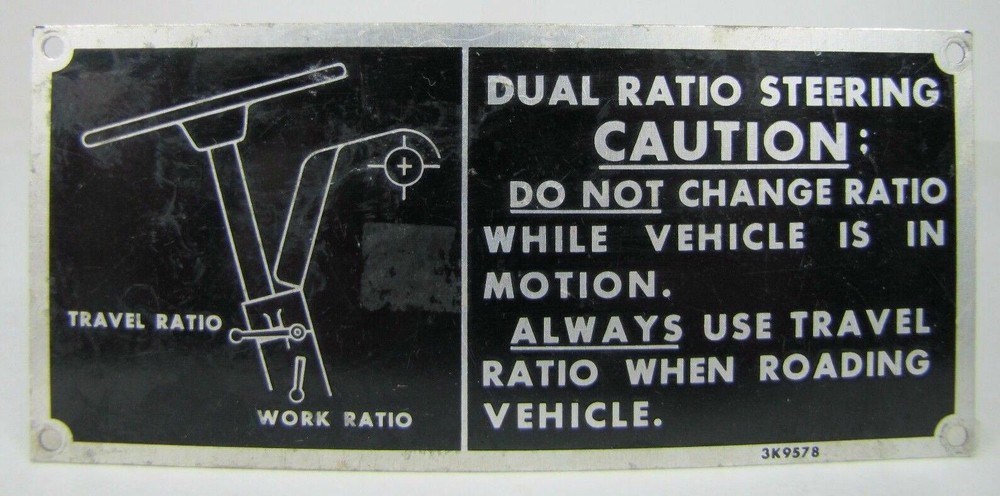 TRAVEL RATIO
WORK RATIO
DUAL RATIO STEERING
CAUTION:
DO NOT CHANGE RATIO
WHILE VEHICLE IS IN
MOTION.
ALWAYS USE TRAVEL
RATIO WHEN ROADING
VEHICLE.
3K9578